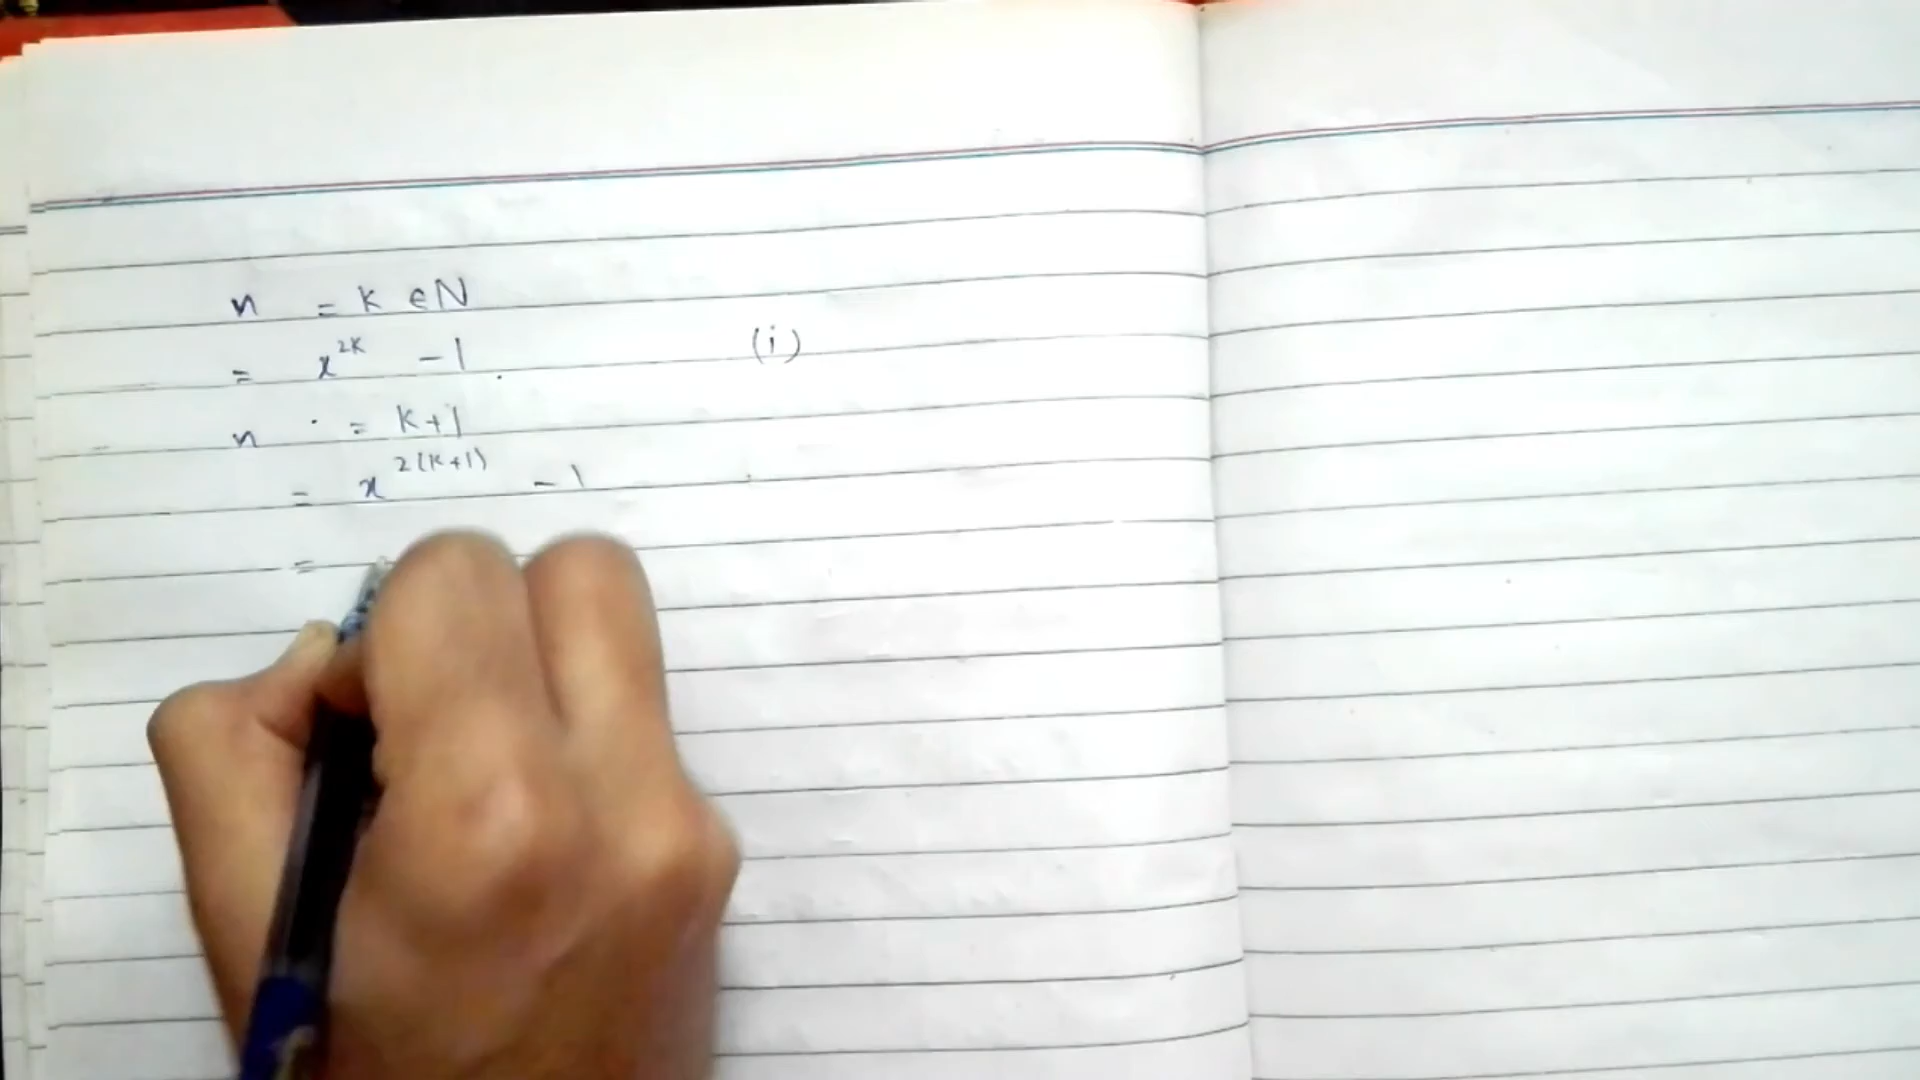 n = k ∈ N
= x^{2k} - 1 (i)
n = k+1
= x^{2(k+1)} - 1
=